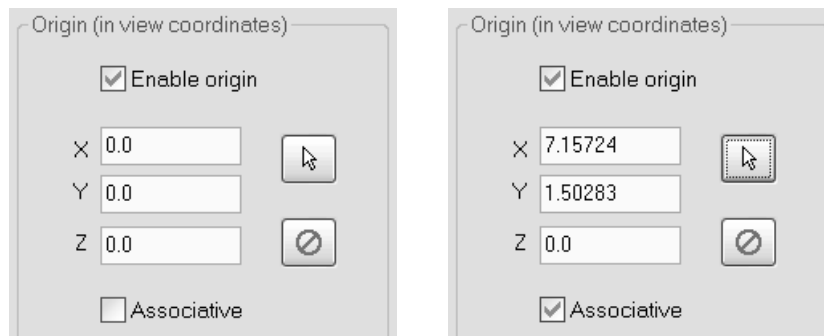 Origin (in view coordinates)
Enable origin
X 0.0
Y 0.0
Z 0.0
Associative
Origin (in view coordinates)
Enable origin
X 7.15724
Y 1.50283
Z 0.0
Associative